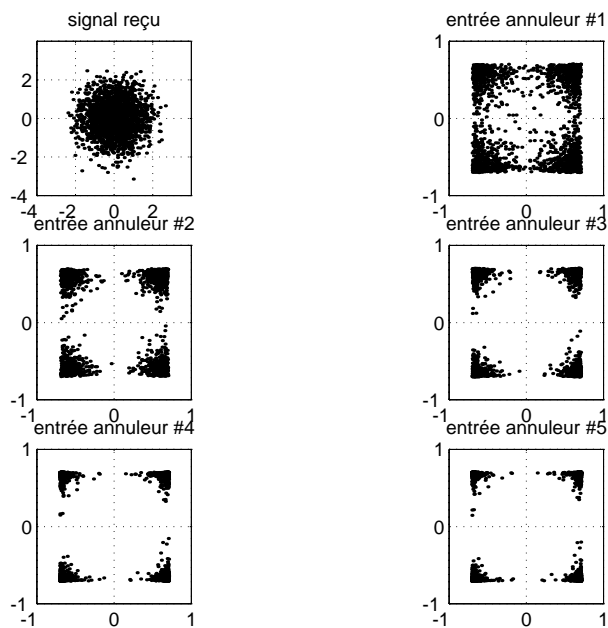 signal reçu
entrée annuleur #1
4
2
0
-2
-4
-4 -2 0 2
1
0
-1
-1 0 1
entrée annuleur #2
entrée annuleur #3
1
0
-1
-1 0 1
1
0
-1
-1 0 1
entrée annuleur #4
entrée annuleur #5
1
0
-1
-1 0 1
1
0
-1
-1 0 1